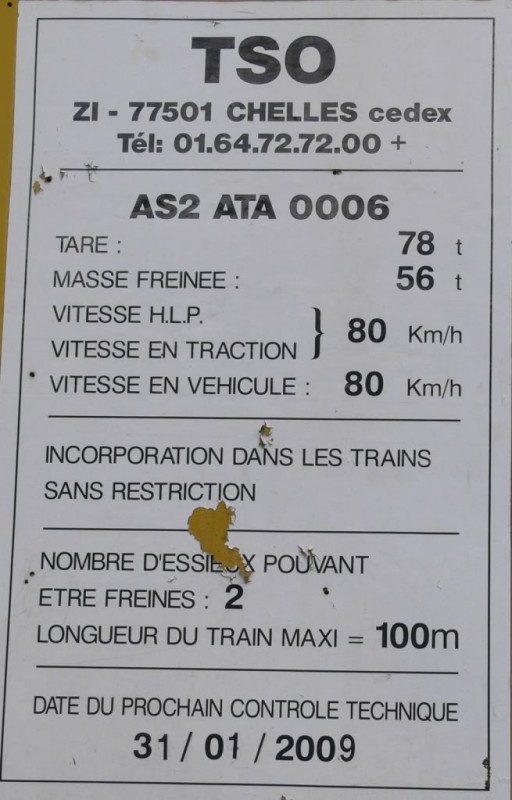 TSO
ZI - 77501 CHELLES cedex
Tél: 01.64.72.72.00 +
AS2 ATA 0006
TARE : 78 t
MASSE FREINEE : 56 t
VITESSE H.L.P.
VITESSE EN TRACTION } 80 Km/h
VITESSE EN VEHICULE : 80 Km/h
INCORPORATION DANS LES TRAINS
SANS RESTRICTION
NOMBRE D'ESSIEUX POUVANT
ETRE FREINES : 2
LONGUEUR DU TRAIN MAXI = 100m
DATE DU PROCHAIN CONTROLE TECHNIQUE
31 / 01 / 2009